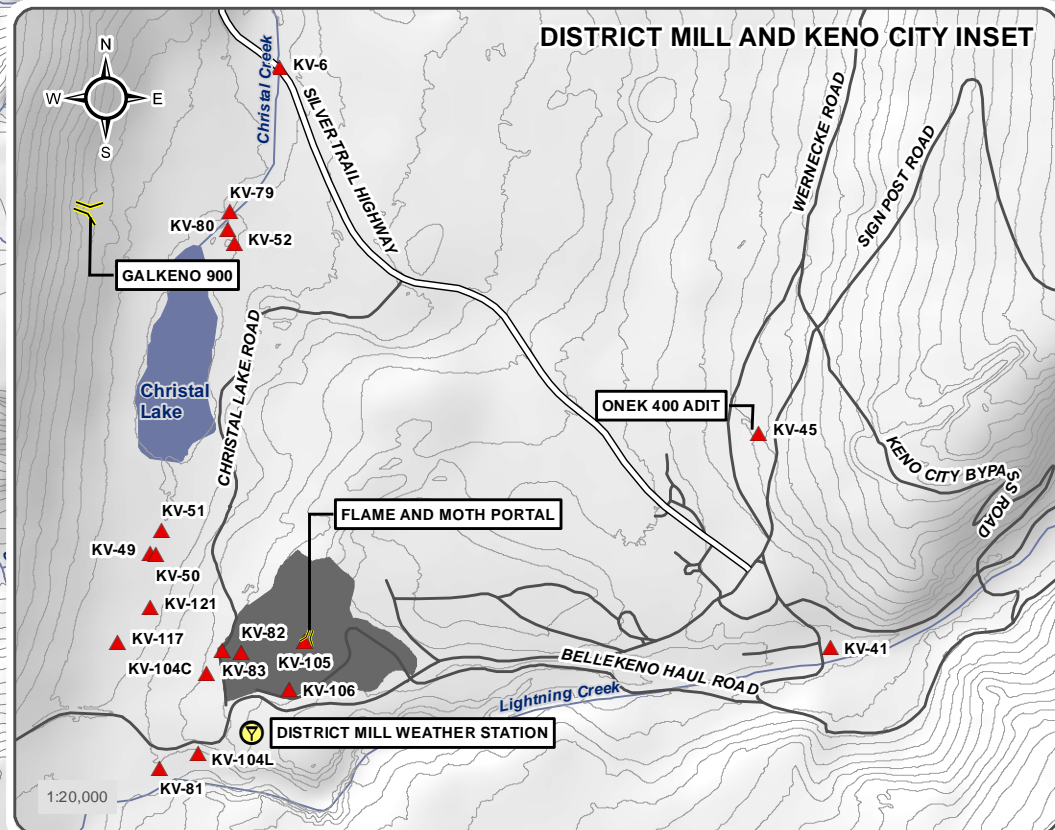 DISTRICT MILL AND KENO CITY INSET
N
W
E
S
KV-6
Christal Creek
SILVER TRAIL HIGHWAY
WERNECKE ROAD
SIGN POST ROAD
KV-79
KV-80
KV-52
GALKENO 900
CHRISTAL LAKE ROAD
Christal
Lake
ONEK 400 ADIT
KV-45
KENO CITY BYPASS ROAD
KV-51
FLAME AND MOTH PORTAL
KV-49
KV-50
KV-121
KV-117
KV-82
KV-104C
KV-83
KV-105
KV-106
KV-41
BELLEKENO HAUL ROAD
Lightning Creek
DISTRICT MILL WEATHER STATION
KV-104L
KV-81
1:20,000